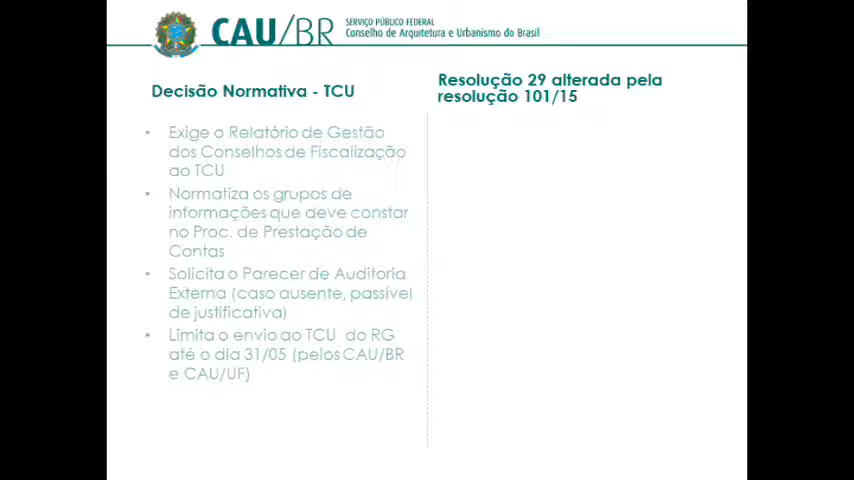 CAU/BR
SERVIÇO PÚBLICO FEDERAL
Conselho de Arquitetura e Urbanismo do Brasil
Decisão Normativa - TCU
• Exige o Relatório de Gestão
dos Conselhos de Fiscalização
ao TCU
• Normatiza os grupos de
informações que deve constar
no Proc. de Prestação de
Contas
• Solicita o Parecer de Auditoria
Externa (caso ausente, passível
de justificativa)
• Limita o envio ao TCU do RG
até o dia 31/05 (pelos CAU/BR
e CAU/UF)
Resolução 29 alterada pela
resolução 101/15